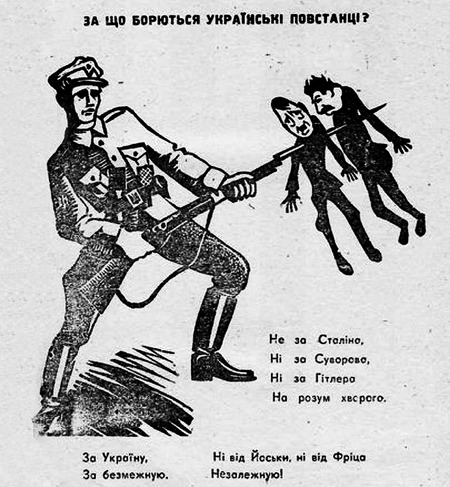 ЗА ЩО БОРЮТЬСЯ УКРАЇНСЬКІ ПОВСТАНЦІ?
Не за Сталіна,
Ні за Суворова,
Ні за Гітлера
На розум хворого.
За Україну,
За безмежную.
Ні від Йоськи, ні від Фріца
Незалежную!